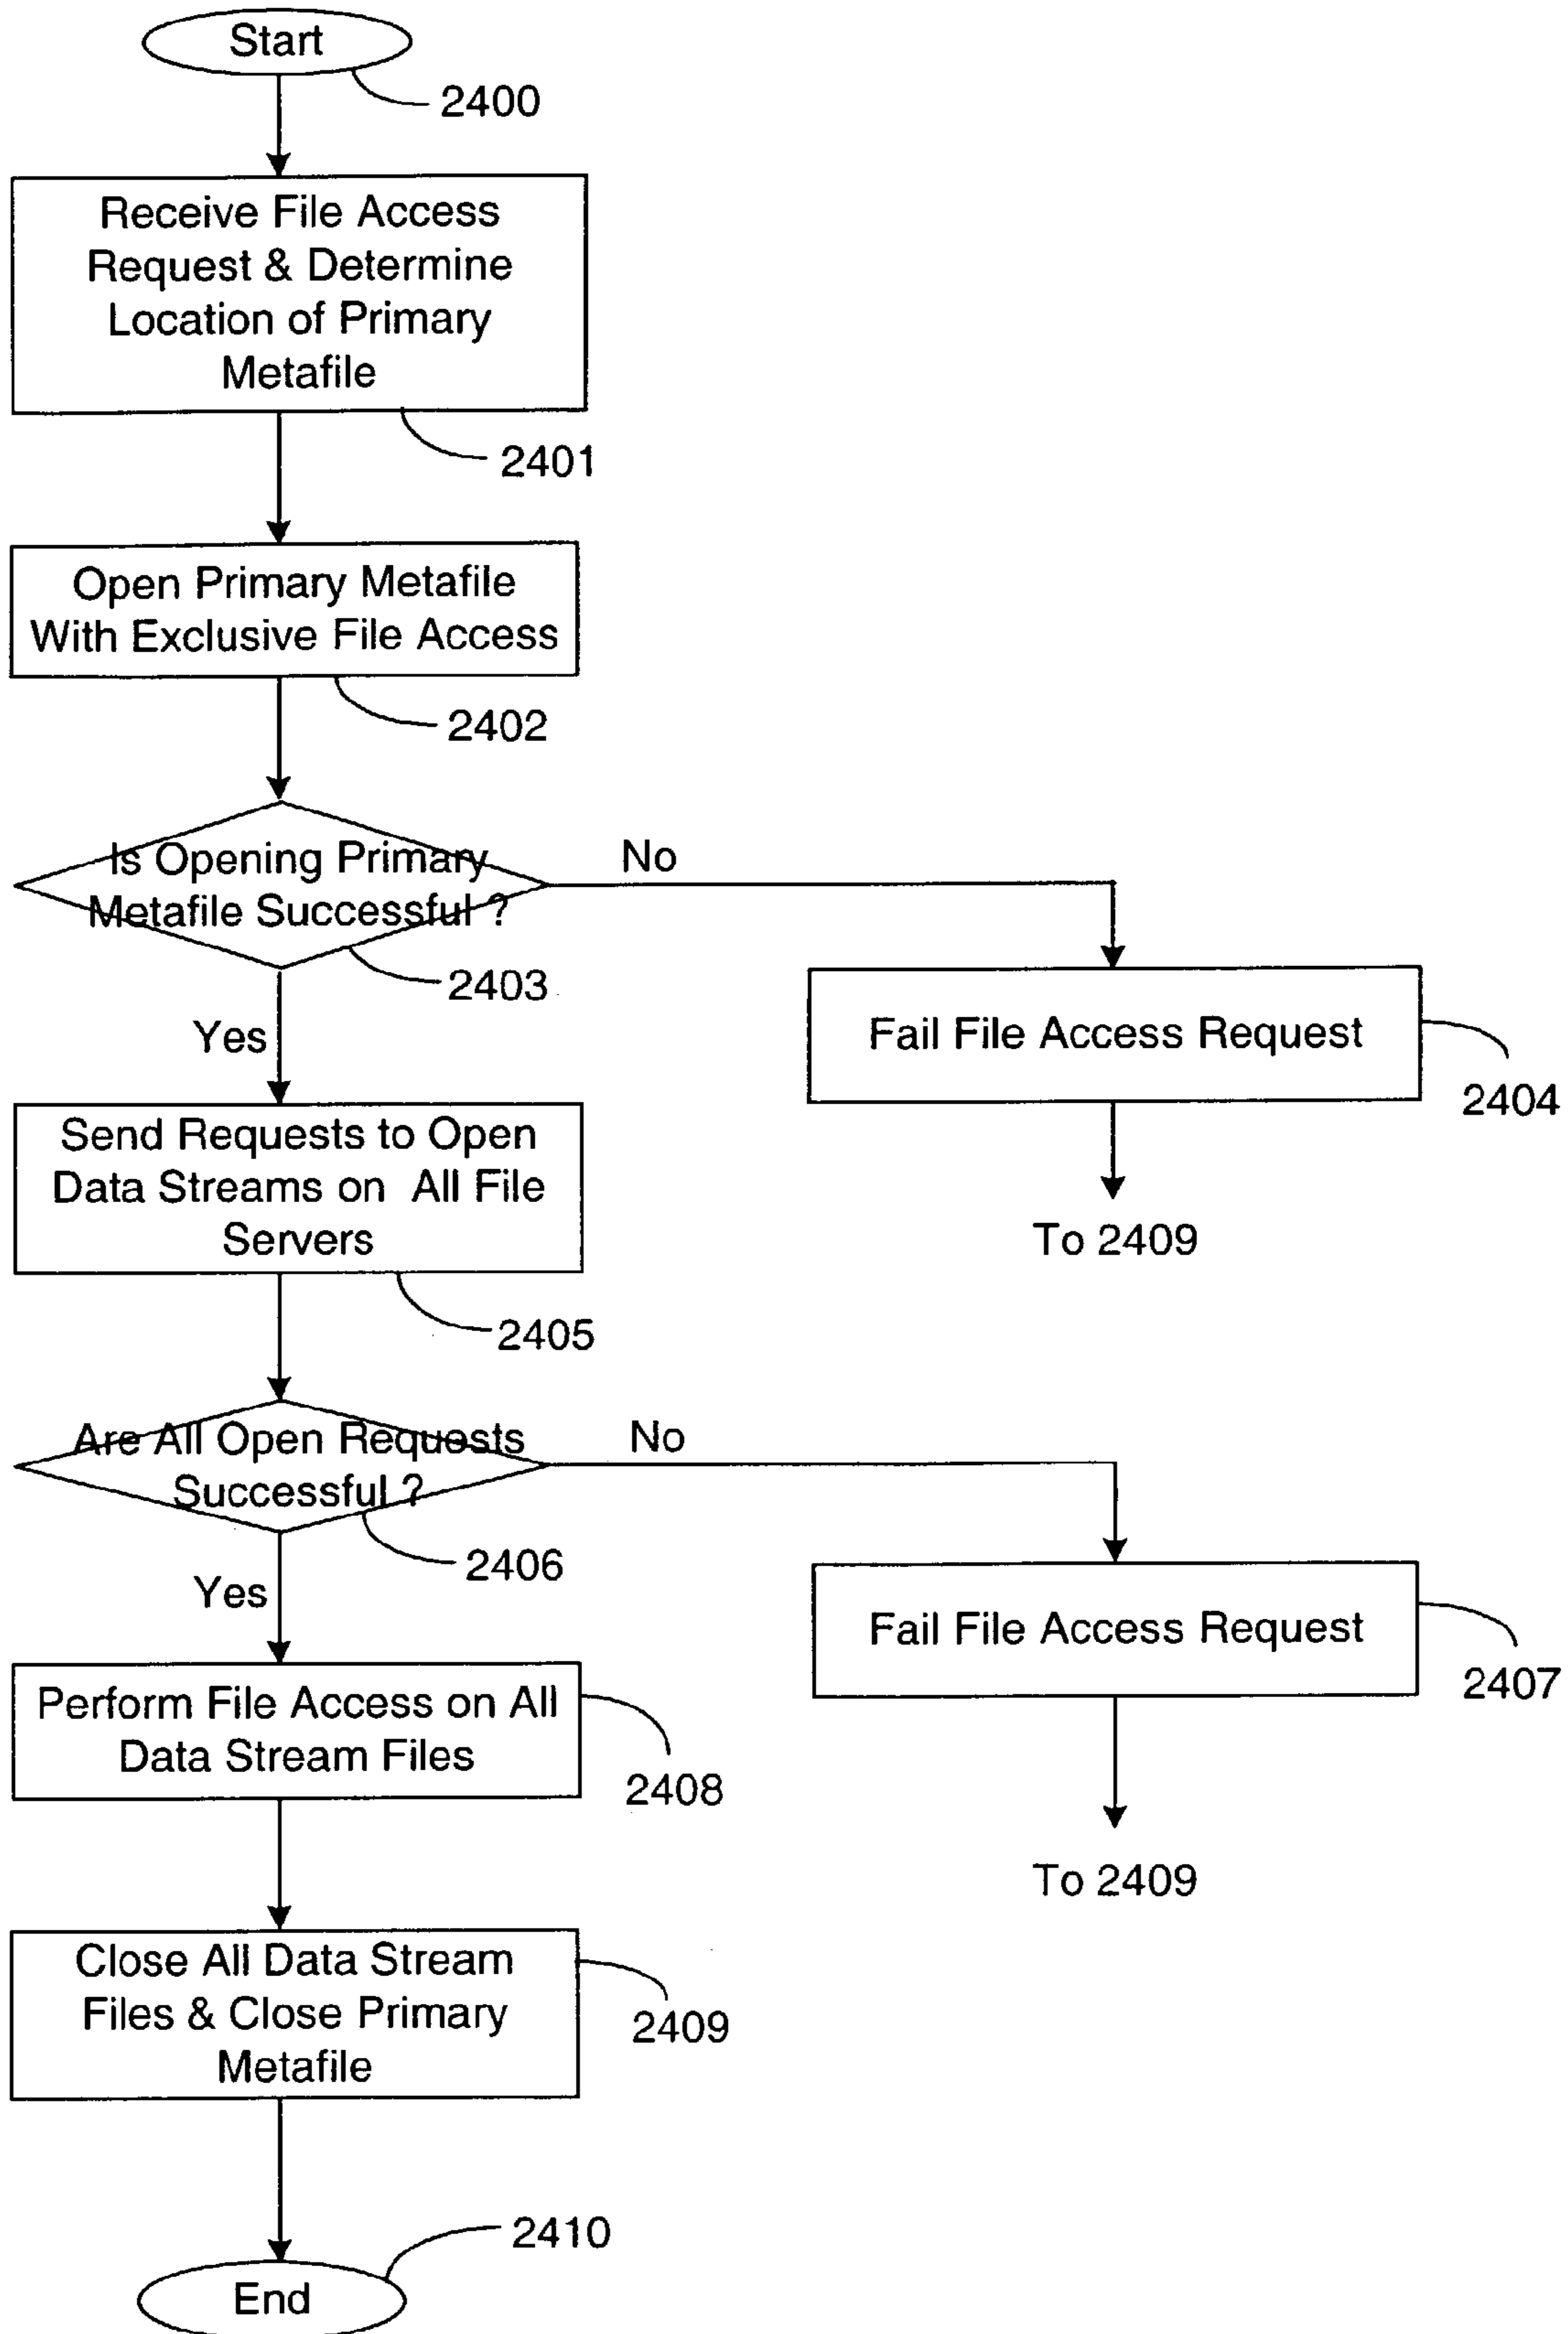 Start
2400
Receive File Access
Request & Determine
Location of Primary
Metafile
2401
Open Primary Metafile
With Exclusive File Access
2402
Is Opening Primary
Metafile Successful ?
No
2403
Yes
Fail File Access Request
2404
To 2409
Send Requests to Open
Data Streams on All File
Servers
2405
Are All Open Requests
Successful ?
No
2406
Yes
Fail File Access Request
2407
To 2409
Perform File Access on All
Data Stream Files
2408
Close All Data Stream
Files & Close Primary
Metafile
2409
2410
End